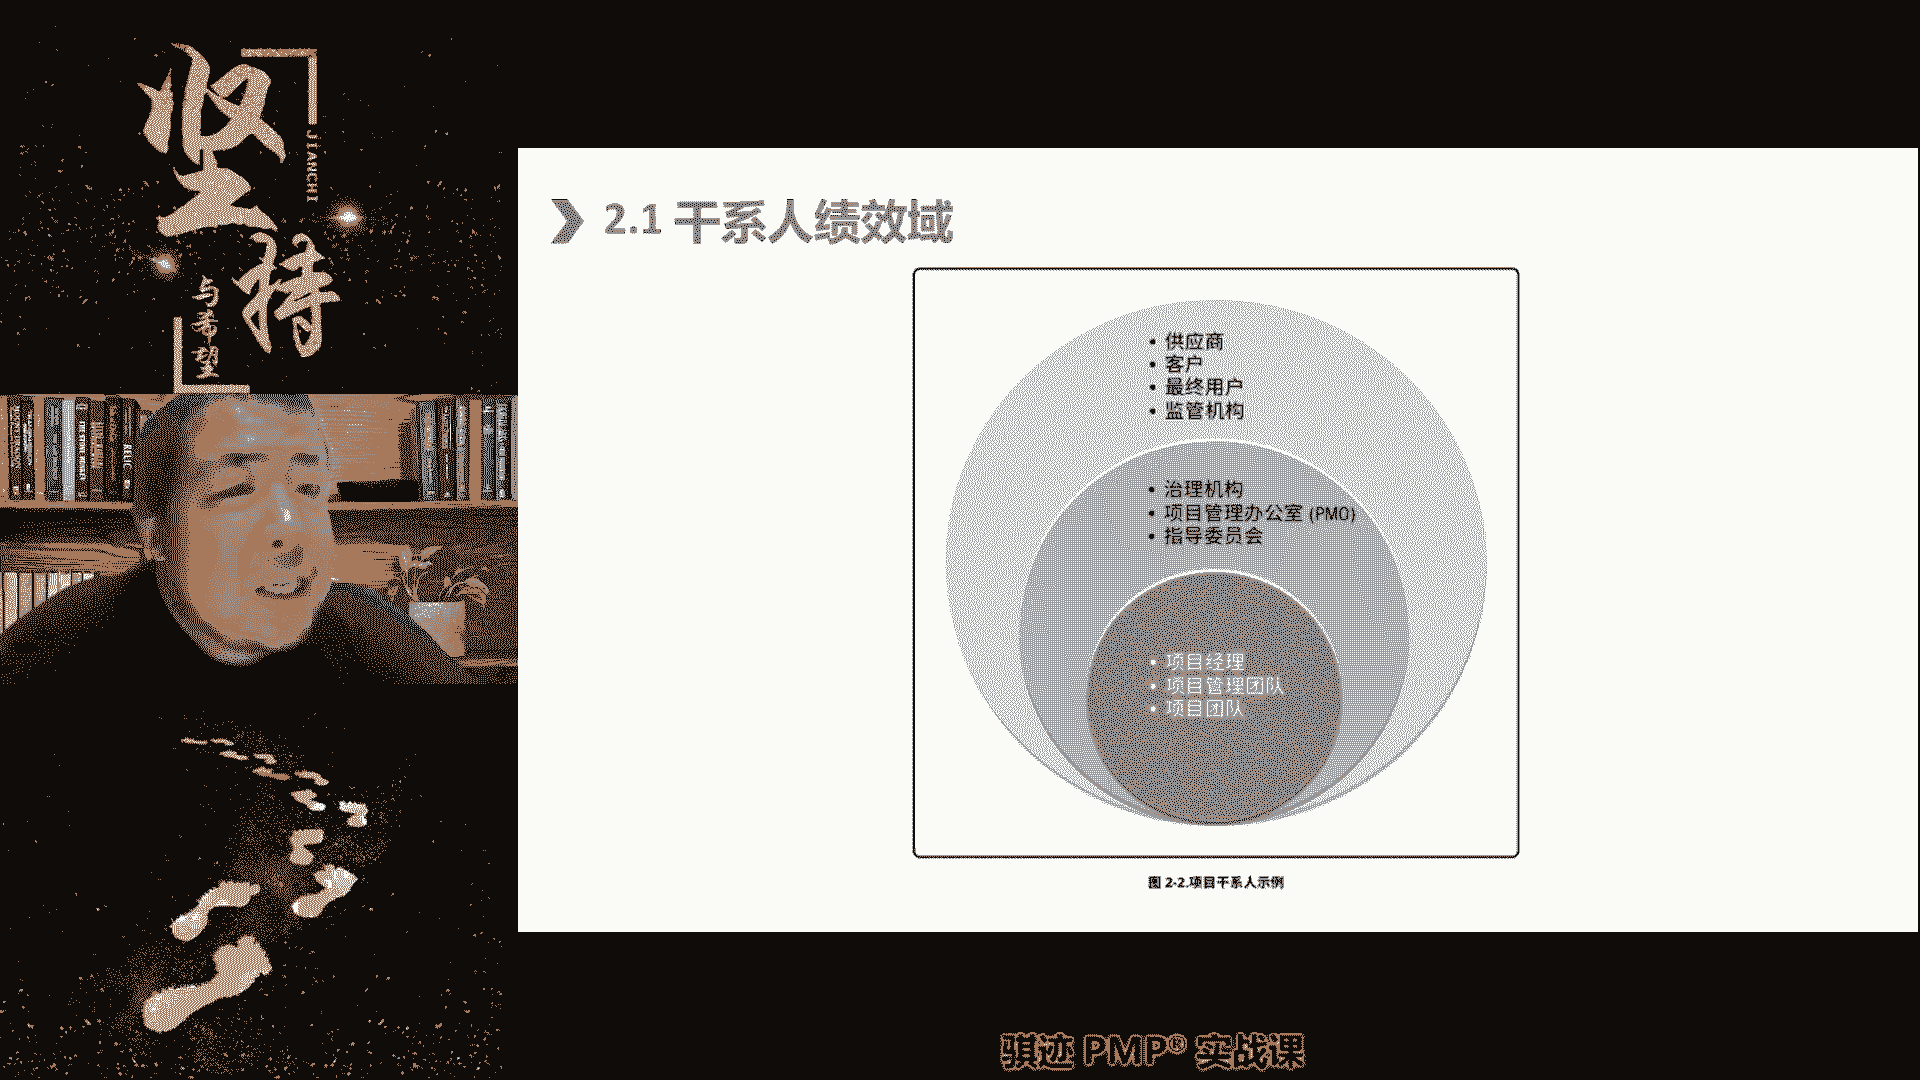 坚持
JIANCHI
与希望
RELIC
2.1 干系人绩效域
• 供应商
• 客户
• 最终用户
• 监管机构
• 治理机构
• 项目管理办公室 (PMO)
• 指导委员会
• 项目经理
• 项目管理团队
• 项目团队
图 2-2.项目干系人示例
骐迹 PMP® 实战课